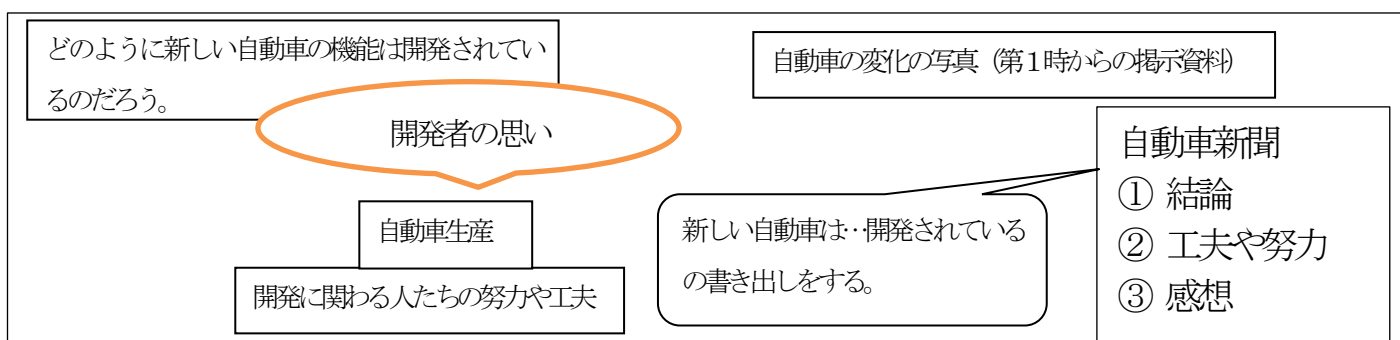 どのように新しい自動車の機能は開発されてい
るのだろう。
自動車の変化の写真（第１時からの掲示資料）
開発者の思い
自動車生産
開発に関わる人たちの努力や工夫
新しい自動車は…開発されている
の書き出しをする。
自動車新聞
① 結論
② 工夫や努力
③ 感想